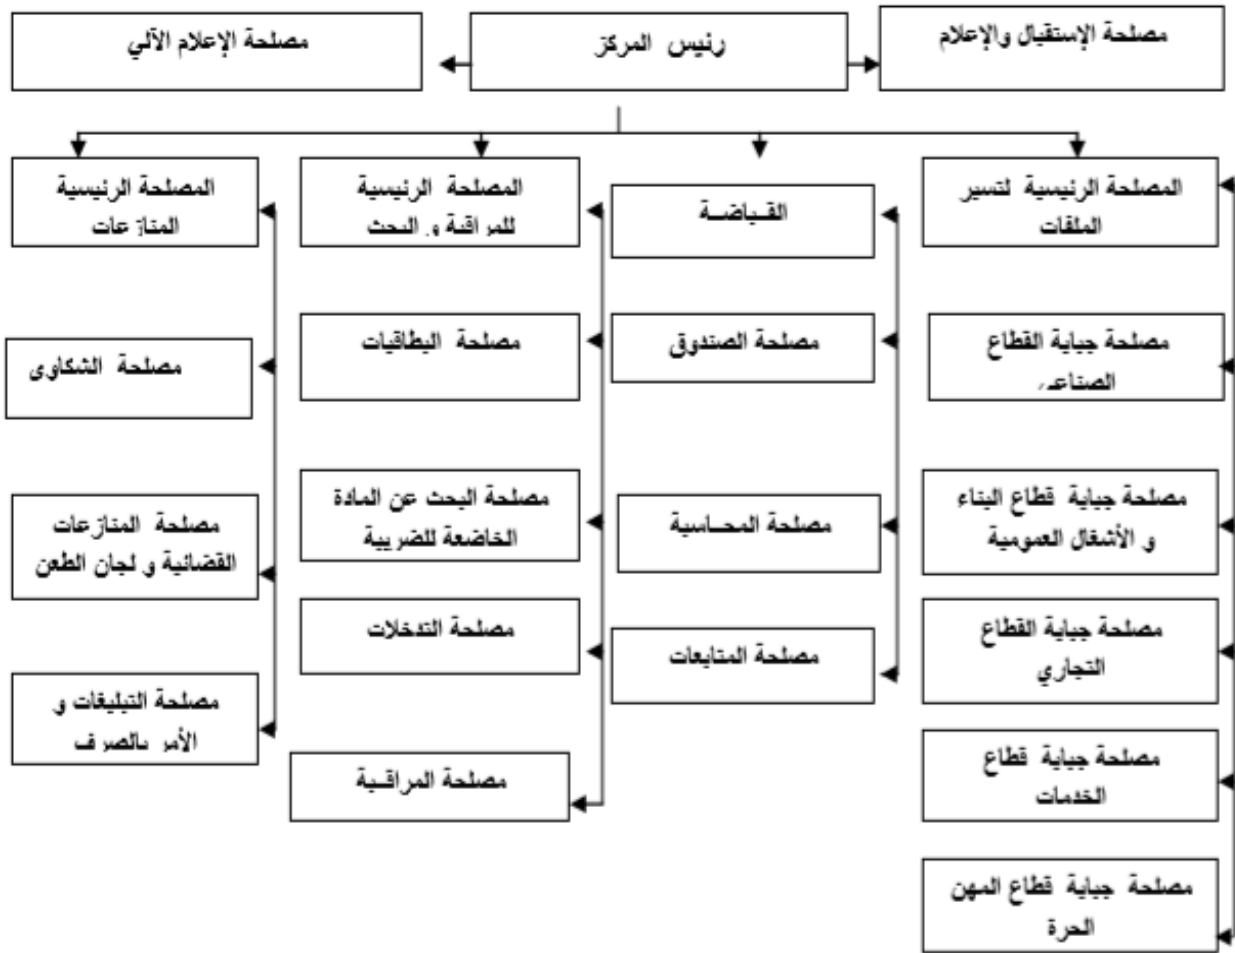 مصلحة الإستقبال والإعلام
رئيس المركز
مصلحة الإعلام الآلي
المصلحة الرئيسية لتسير
الملفات
القـباضـة
المصلحة الرئيسية
للمراقبة و البحث
المصلحة الرئيسية
المنازعات
مصلحة جباية القطاع
الصناعي
مصلحة الصندوق
مصلحة البطاقيات
مصلحة الشكاوى
مصلحة جباية قطاع البناء
و الأشغال العمومية
مصلحة المحـاسبة
مصلحة البحث عن المادة
الخاضعة للضريبة
مصلحة المنازعات
القضائية و لجان الطعن
مصلحة جباية القطاع
التجاري
مصلحة المتابعات
مصلحة التدخلات
مصلحة التبليغات و
الأمر بالصرف
مصلحة جباية قطاع
الخدمات
مصلحة المراقـبة
مصلحة جباية قطاع المهن
الحرة